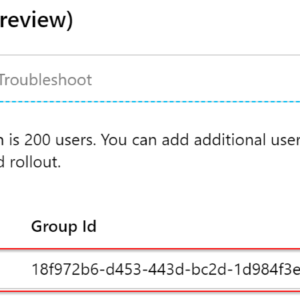 review)
Troubleshoot
n is 200 users. You can add additional user
d rollout.
Group Id
18f972b6-d453-443d-bc2d-1d984f3e